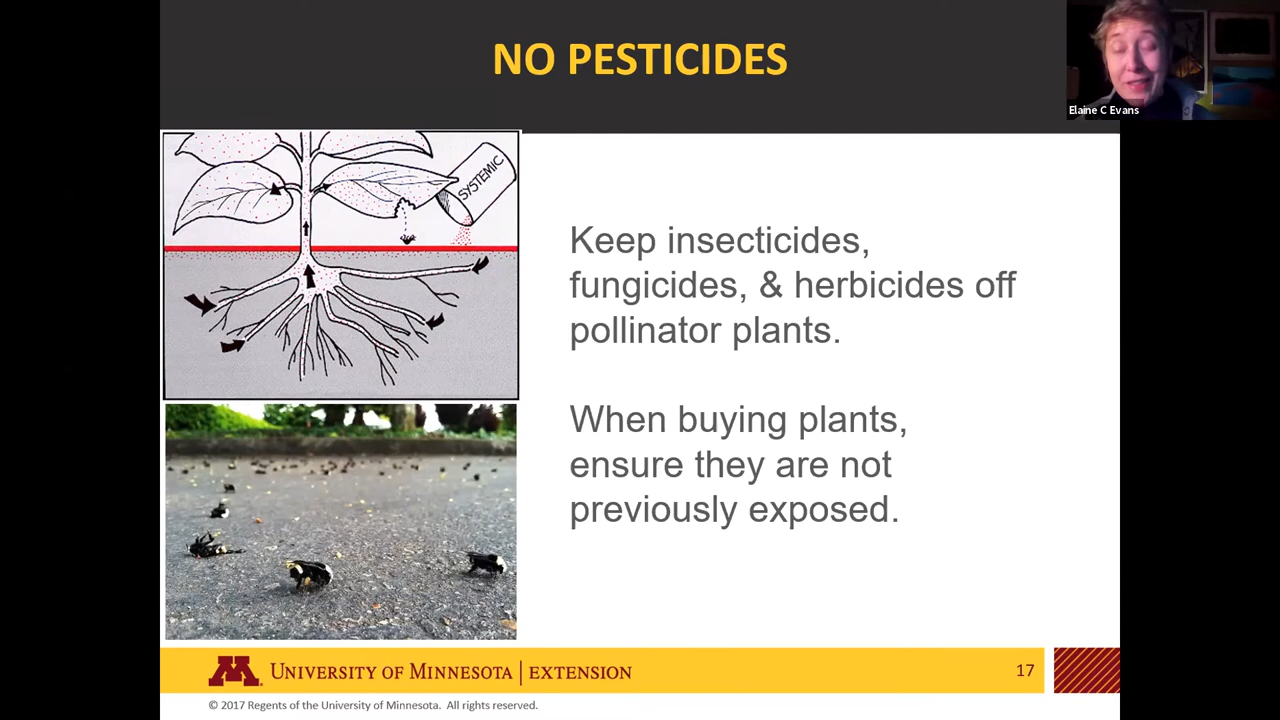 NO PESTICIDES
Elaine C Evans
SYSTEMIC
Keep insecticides,
fungicides, & herbicides off
pollinator plants.
When buying plants,
ensure they are not
previously exposed.
M UNIVERSITY OF MINNESOTA | EXTENSION
17
© 2017 Regents of the University of Minnesota. All rights reserved.